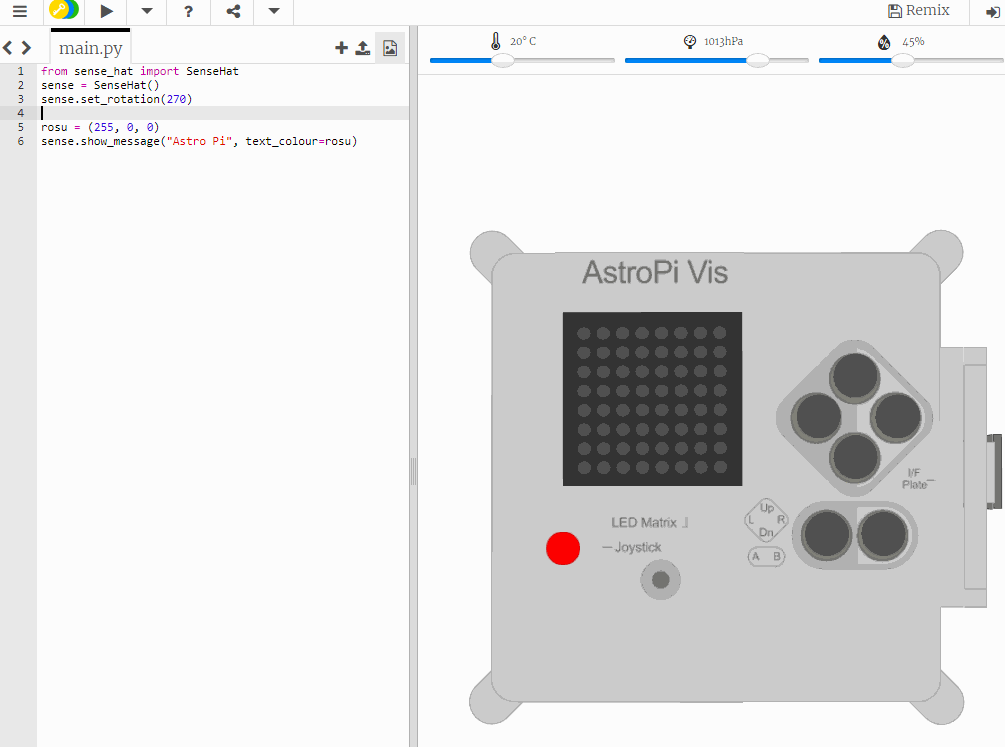 Remix
main.py
1 from sense_hat import SenseHat
2 sense = SenseHat()
3 sense.set_rotation(270)
4
5 rosu = (255, 0, 0)
6 sense.show_message("Astro Pi", text_colour=rosu)
20°C
1013hPa
45%
AstroPi Vis
I/F
Plate
LED Matrix
Joystick
Up
L R
Dn
A B